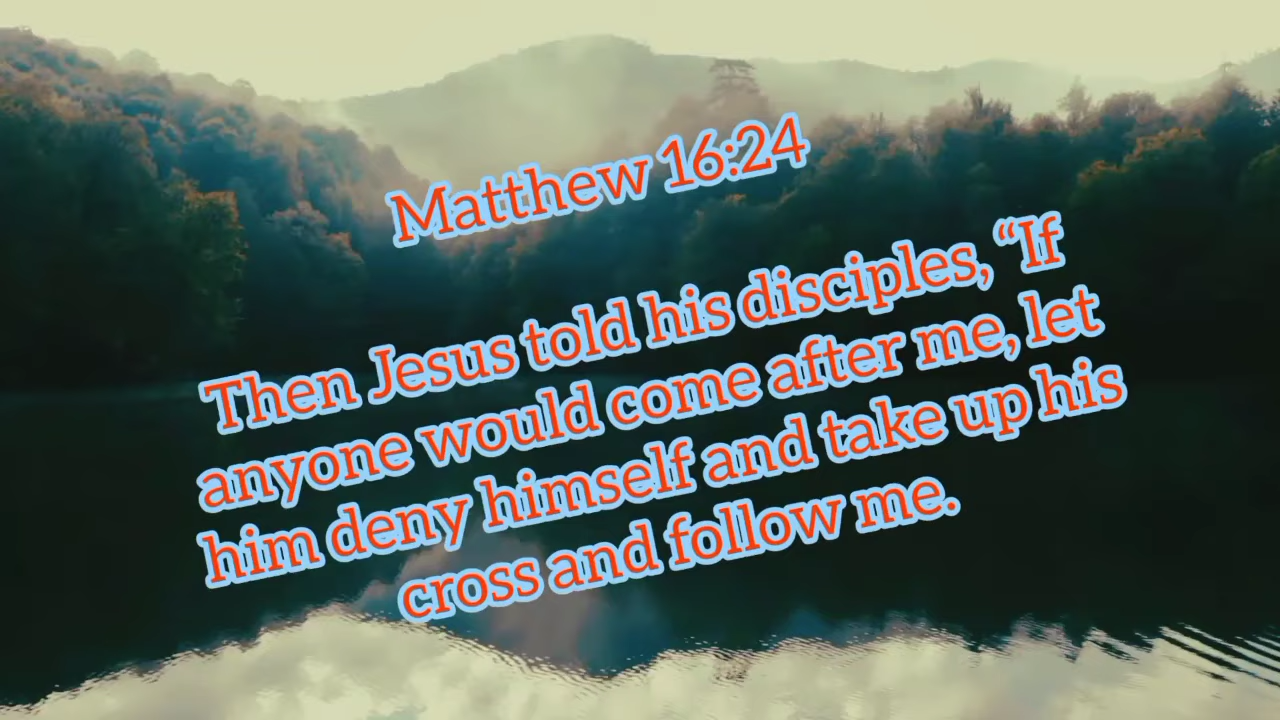 Matthew 16:24
Then Jesus told his disciples, “If
anyone would come after me, let
him deny himself and take up his
cross and follow me.